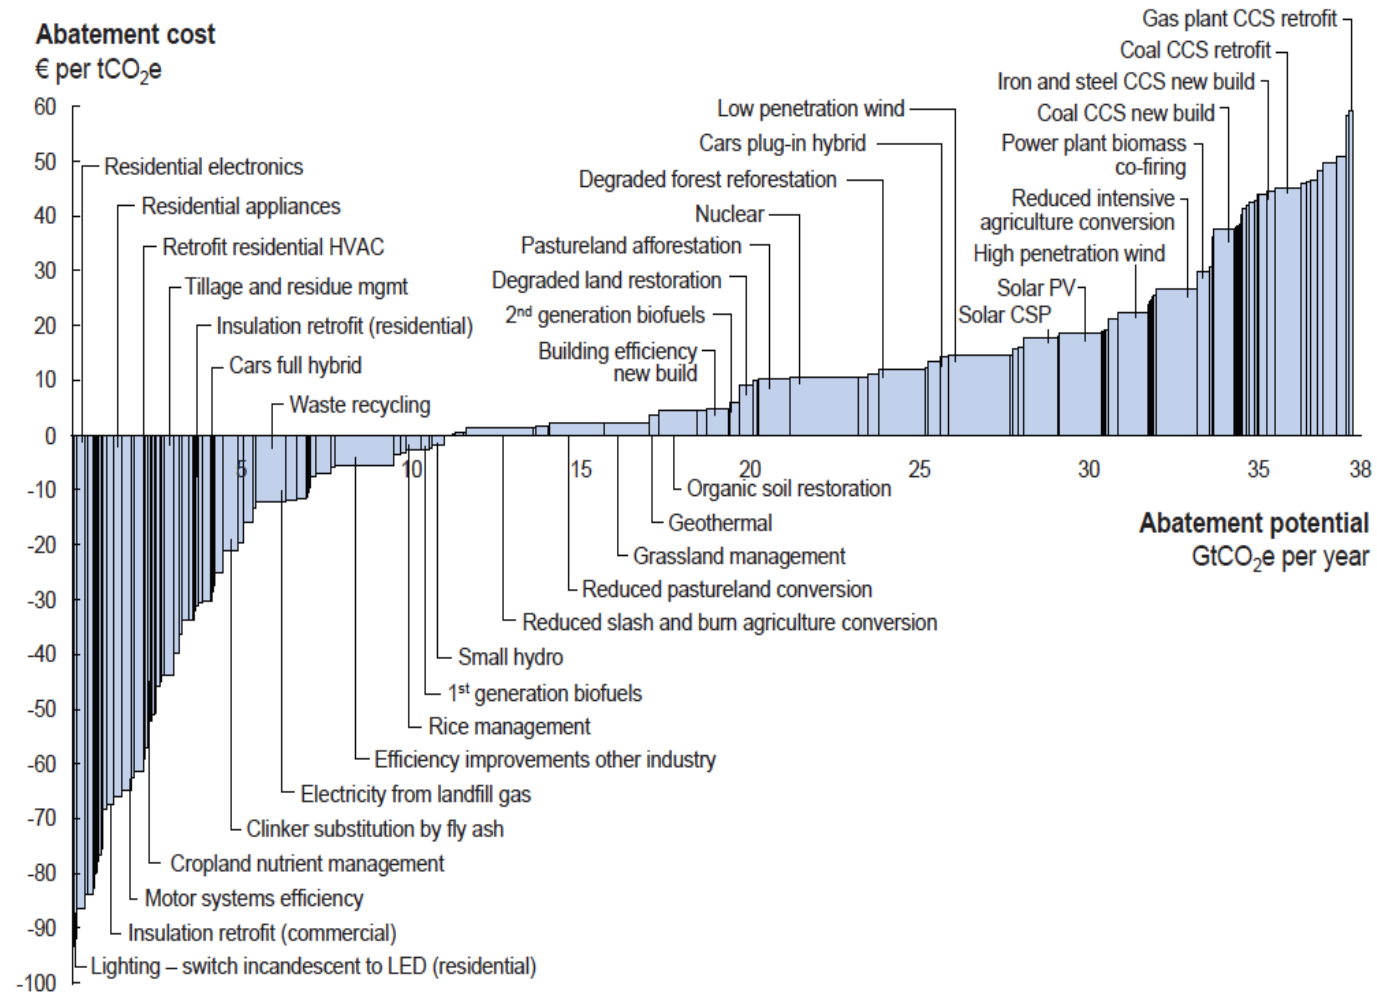 Abatement cost
€ per tCO2e
Gas plant CCS retrofit
Coal CCS retrofit
Iron and steel CCS new build
Coal CCS new build
Power plant biomass
co-firing
Reduced intensive
agriculture conversion
High penetration wind
Solar PV
Solar CSP
Low penetration wind
Cars plug-in hybrid
Degraded forest reforestation
Nuclear
Pastureland afforestation
Degraded land restoration
2nd generation biofuels
Building efficiency
new build
60
50
40
30
20
10
0
-10
-20
-30
-40
-50
-60
-70
-80
-90
-100
Residential electronics
Residential appliances
Retrofit residential HVAC
Tillage and residue mgmt
Insulation retrofit (residential)
Cars full hybrid
Waste recycling
5
10
15
20
25
30
35
38
Abatement potential
GtCO2e per year
Organic soil restoration
Geothermal
Grassland management
Reduced pastureland conversion
Reduced slash and burn agriculture conversion
Small hydro
1st generation biofuels
Rice management
Efficiency improvements other industry
Electricity from landfill gas
Clinker substitution by fly ash
Cropland nutrient management
Motor systems efficiency
Insulation retrofit (commercial)
Lighting – switch incandescent to LED (residential)